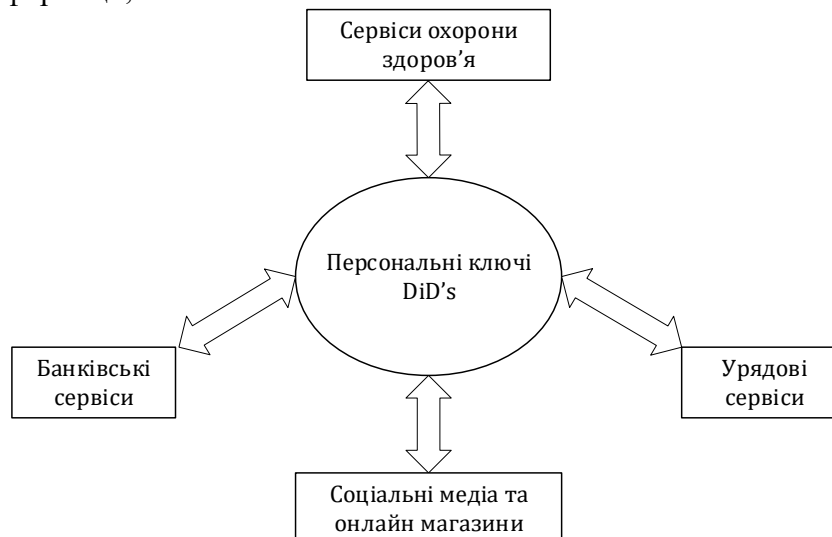 Сервіси охорони
здоров’я
Персональні ключі
DiD’s
Банківські
сервіси
Урядові
сервіси
Соціальні медіа та
онлайн магазини